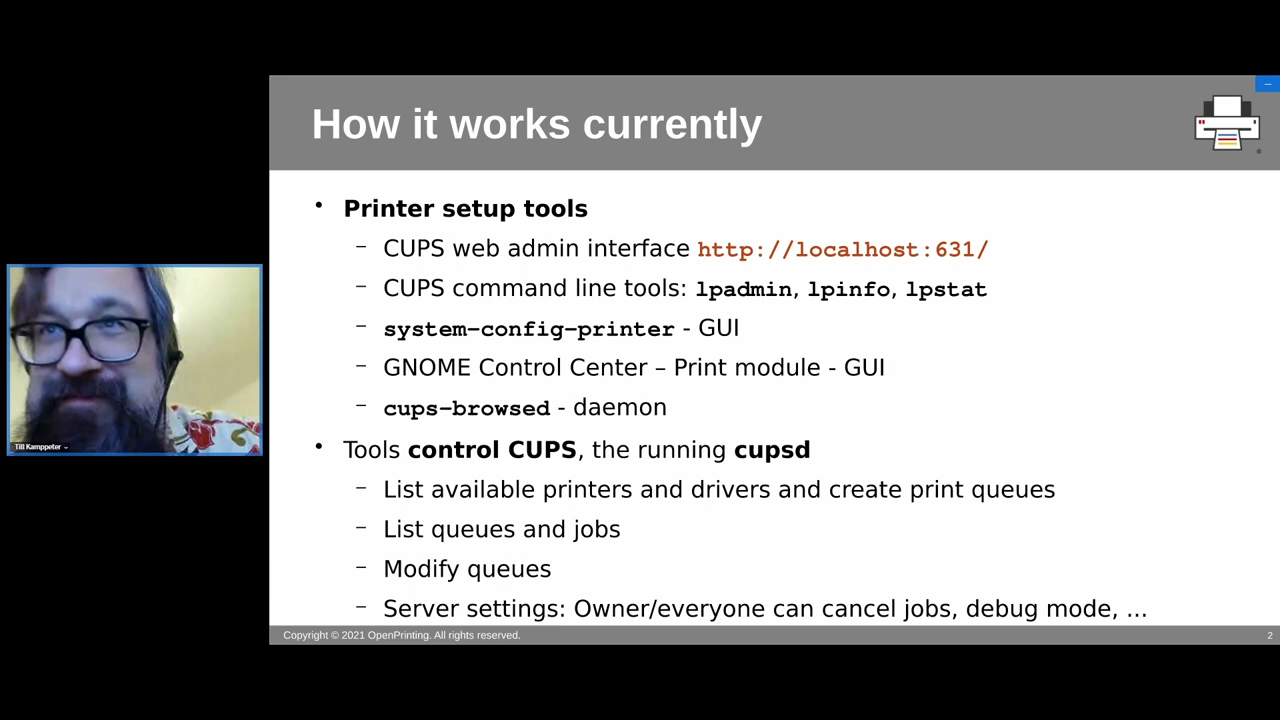 How it works currently
• Printer setup tools
– CUPS web admin interface http://localhost:631/
– CUPS command line tools: lpadmin, lpinfo, lpstat
– system-config-printer - GUI
– GNOME Control Center – Print module - GUI
– cups-browsed - daemon
• Tools control CUPS, the running cupsd
– List available printers and drivers and create print queues
– List queues and jobs
– Modify queues
– Server settings: Owner/everyone can cancel jobs, debug mode, ...
Till Kamppeter
Copyright © 2021 OpenPrinting. All rights reserved.
2